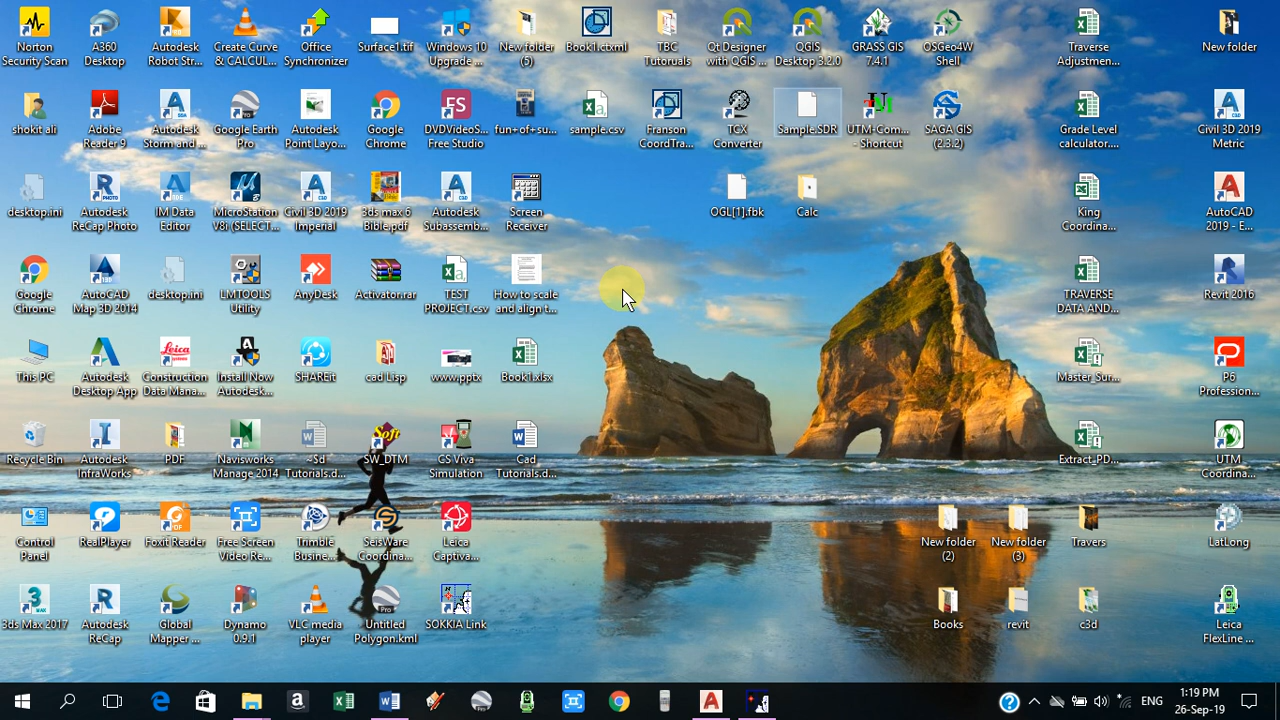 Norton
Security Scan
A360
Desktop
Autodesk
Robot Str...
Create Curve
& CALCUL...
Office
Synchronizer
Surface1.tif
Windows 10
Upgrade ...
New folder
(5)
Book1.ctxml
TBC
Tutoruals
Qt Designer
with QGIS ...
QGIS
Desktop 3.2.0
GRASS GIS
7.4.1
OSGeo4W
Shell
Traverse
Adjustmen...
New folder
shokit ali
Adobe
Reader 9
Autodesk
Storm and ...
Google Earth
Pro
Autodesk
Point Layo...
Google
Chrome
FS
DVDVideoS...
Free Studio
fun+of+su...
sample.csv
Franson
CoordTra...
TCX
Converter
Sample.SDR
UTM-Com...
- Shortcut
SAGA GIS
(2.3.2)
Grade Level
calculator....
Civil 3D 2019
Metric
desktop.ini
Autodesk
ReCap Photo
IM Data
Editor
MicroStation
V8i (SELECT...
Civil 3D 2019
Imperial
3ds max 6
Bible.pdf
Autodesk
Subassemb...
Screen
Receiver
OGL[1].fbk
Calc
King
Coordina...
AutoCAD
2019 - E...
Google
Chrome
AutoCAD
Map 3D 2014
desktop.ini
LMTOOLS
Utility
AnyDesk
Activator.rar
TEST
PROJECT.csv
How to scale
and align t...
TRAVERSE
DATA AND...
Revit 2016
This PC
Autodesk
Desktop App
Construction
Data Mana...
Install Now
Autodesk...
SHAREit
cad Lisp
www.pptx
Book1.xlsx
Master_Sur...
P6
Profession...
Recycle Bin
Autodesk
InfraWorks
PDF
Navisworks
Manage 2014
~$d
Tutorials.d...
Soft
SW_DTM
CS Viva
Simulation
Cad
Tutorials.d...
Extract_PD...
UTM
Coordina...
Control
Panel
RealPlayer
Foxit Reader
Free Screen
Video Re...
Trimble
Busine...
SeisWare
Coordina...
Leica
Captiva...
New folder
(2)
New folder
(3)
Travers
LatLong
3ds Max 2017
Autodesk
ReCap
Global
Mapper ...
Dynamo
0.9.1
VLC media
player
Untitled
Polygon.kml
SOKKIA Link
Books
revit
c3d
Leica
FlexLine ...
ENG
1:19 PM
26-Sep-19